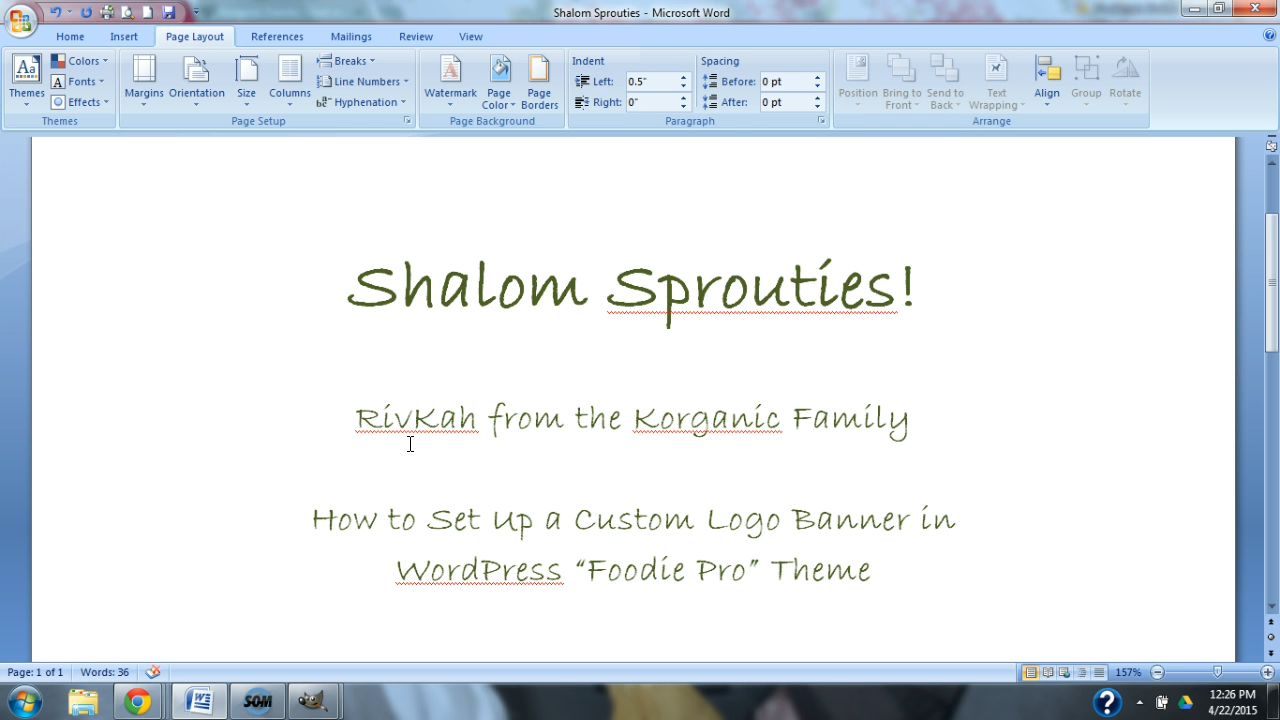 Shalom Sprouties - Microsoft Word
Home Insert Page Layout References Mailings Review View
Themes Colors Fonts Effects
Themes
Margins Orientation Size Columns Breaks Line Numbers Hyphenation
Page Setup
Watermark Page Color Page Borders
Page Background
Indent Spacing
Left: 0.5" Before: 0 pt
Right: 0" After: 0 pt
Paragraph
Position Bring to Front Send to Back Text Wrapping Align Group Rotate
Arrange
Shalom Sprouties!
RivKah from the Korganic Family
How to Set Up a Custom Logo Banner in
WordPress “Foodie Pro” Theme
Page: 1 of 1 Words: 36 157%
SOM
12:26 PM
4/22/2015